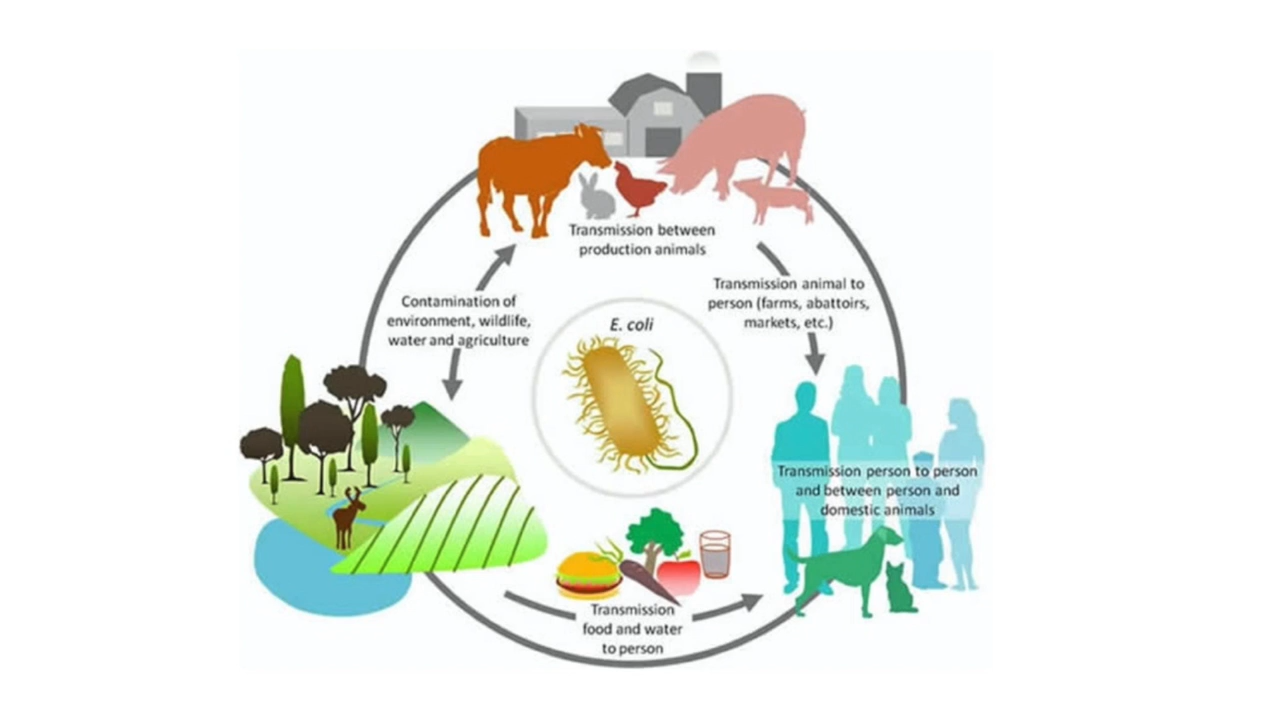 Transmission between
production animals
Transmission animal to
person (farms, abattoirs,
markets, etc.)
Contamination of
environment, wildlife,
water and agriculture
E. coli
Transmission person to person
and between person and
domestic animals
Transmission
food and water
to person